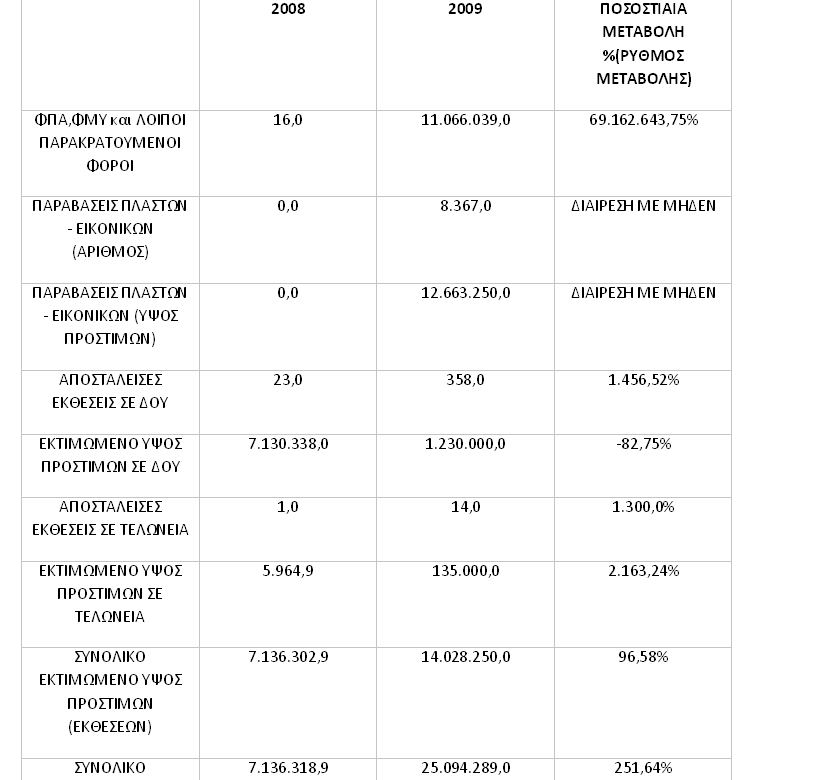 2008 2009 ΠΟΣΟΣΤΙΑΙΑ
ΜΕΤΑΒΟΛΗ
%(ΡΥΘΜΟΣ
ΜΕΤΑΒΟΛΗΣ)
ΦΠΑ,ΦΜΥ και ΛΟΙΠΟΙ 16,0 11.066.039,0 69.162.643,75%
ΠΑΡΑΚΡΑΤΟΥΜΕΝΟΙ
ΦΟΡΟΙ
ΠΑΡΑΒΑΣΕΙΣ ΠΛΑΣΤΩΝ 0,0 8.367,0 ΔΙΑΙΡΕΣΗ ΜΕ ΜΗΔΕΝ
- ΕΙΚΟΝΙΚΩΝ
(ΑΡΙΘΜΟΣ)
ΠΑΡΑΒΑΣΕΙΣ ΠΛΑΣΤΩΝ 0,0 12.663.250,0 ΔΙΑΙΡΕΣΗ ΜΕ ΜΗΔΕΝ
- ΕΙΚΟΝΙΚΩΝ (ΥΨΟΣ
ΠΡΟΣΤΙΜΩΝ)
ΑΠΟΣΤΑΛΕΙΣΕΣ 23,0 358,0 1.456,52%
ΕΚΘΕΣΕΙΣ ΣΕ ΔΟΥ
ΕΚΤΙΜΩΜΕΝΟ ΥΨΟΣ 7.130.338,0 1.230.000,0 -82,75%
ΠΡΟΣΤΙΜΩΝ ΣΕ ΔΟΥ
ΑΠΟΣΤΑΛΕΙΣΕΣ 1,0 14,0 1.300,0%
ΕΚΘΕΣΕΙΣ ΣΕ ΤΕΛΩΝΕΙΑ
ΕΚΤΙΜΩΜΕΝΟ ΥΨΟΣ 5.964,9 135.000,0 2.163,24%
ΠΡΟΣΤΙΜΩΝ ΣΕ
ΤΕΛΩΝΕΙΑ
ΣΥΝΟΛΙΚΟ 7.136.302,9 14.028.250,0 96,58%
ΕΚΤΙΜΩΜΕΝΟ ΥΨΟΣ
ΠΡΟΣΤΙΜΩΝ
(ΕΚΘΕΣΕΩΝ)
ΣΥΝΟΛΙΚΟ 7.136.318,9 25.094.289,0 251,64%